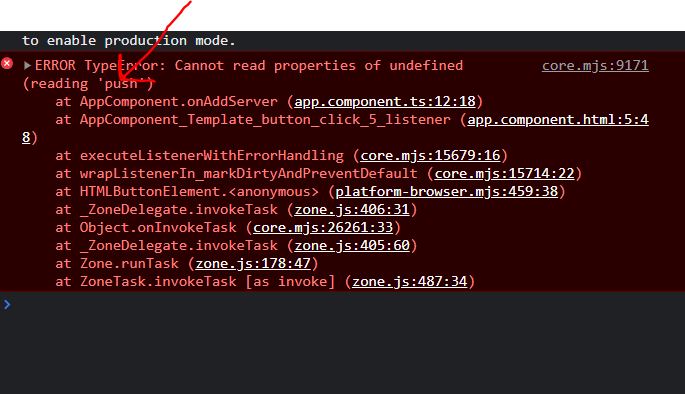 to enable production mode.
▶ERROR TypeError: Cannot read properties of undefined core.mjs:9171
(reading 'push')
at AppComponent.onAddServer (app.component.ts:12:18)
at AppComponent_Template_button_click_5_listener (app.component.html:5:4
8)
at executeListenerWithErrorHandling (core.mjs:15679:16)
at wrapListenerIn_markDirtyAndPreventDefault (core.mjs:15714:22)
at HTMLButtonElement.<anonymous> (platform-browser.mjs:459:38)
at _ZoneDelegate.invokeTask (zone.js:406:31)
at Object.onInvokeTask (core.mjs:26261:33)
at _ZoneDelegate.invokeTask (zone.js:405:60)
at Zone.runTask (zone.js:178:47)
at ZoneTask.invokeTask [as invoke] (zone.js:487:34)